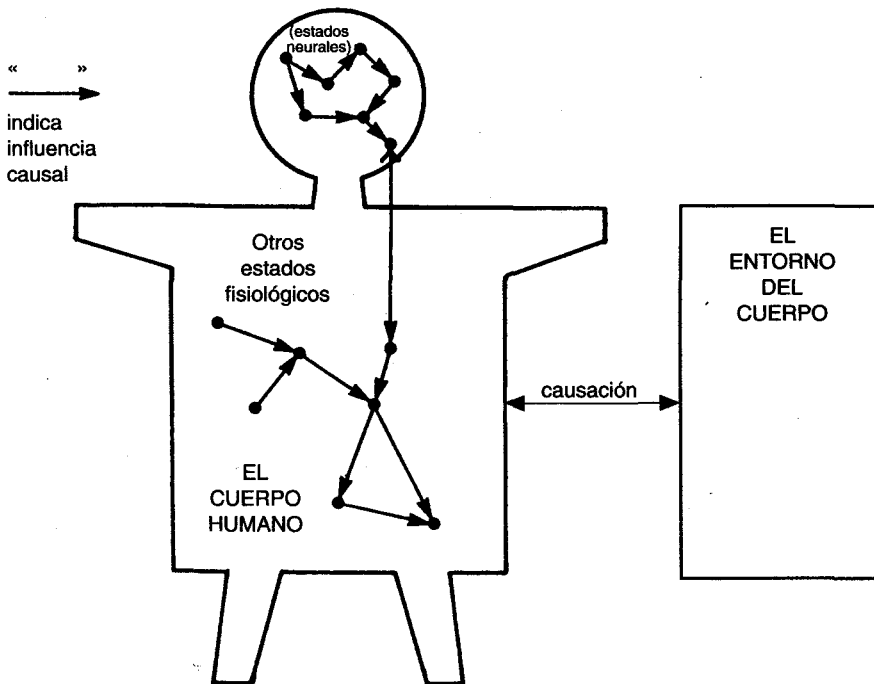 « »
indica
influencia
causal
(estados
neurales)
Otros
estados
fisiológicos
EL
CUERPO
HUMANO
causación
EL
ENTORNO
DEL
CUERPO